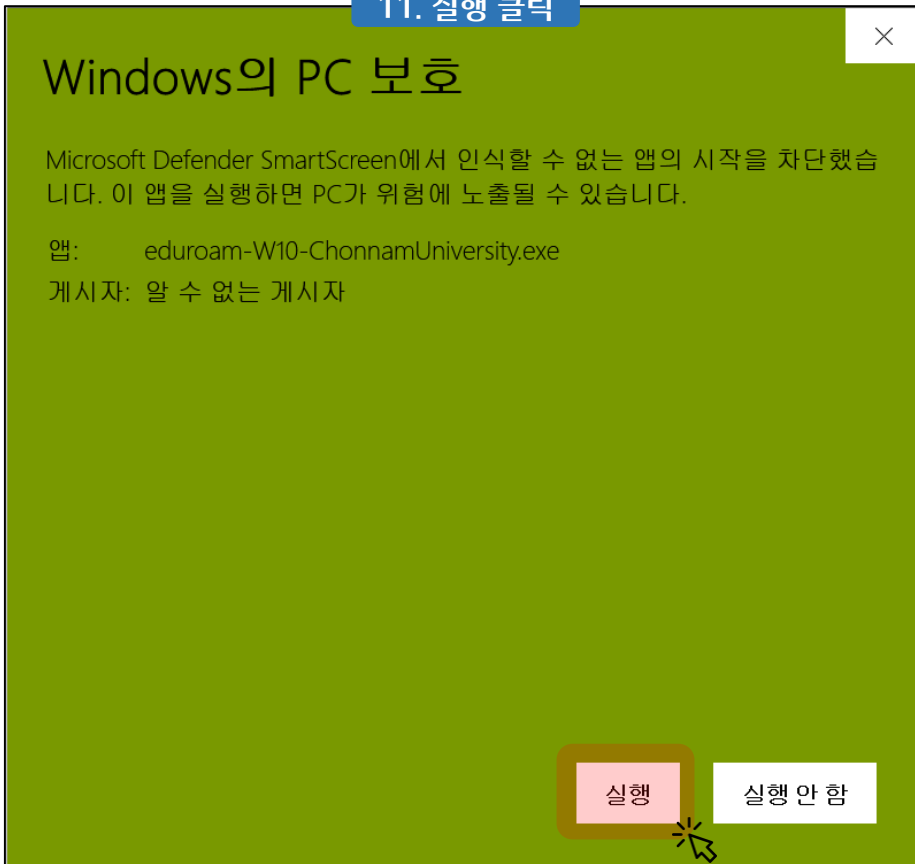 11. 실행 클릭
Windows의 PC 보호
Microsoft Defender SmartScreen에서 인식할 수 없는 앱의 시작을 차단했습
니다. 이 앱을 실행하면 PC가 위험에 노출될 수 있습니다.
앱: eduroam-W10-ChonnamUniversity.exe
게시자: 알 수 없는 게시자
실행 실행 안 함